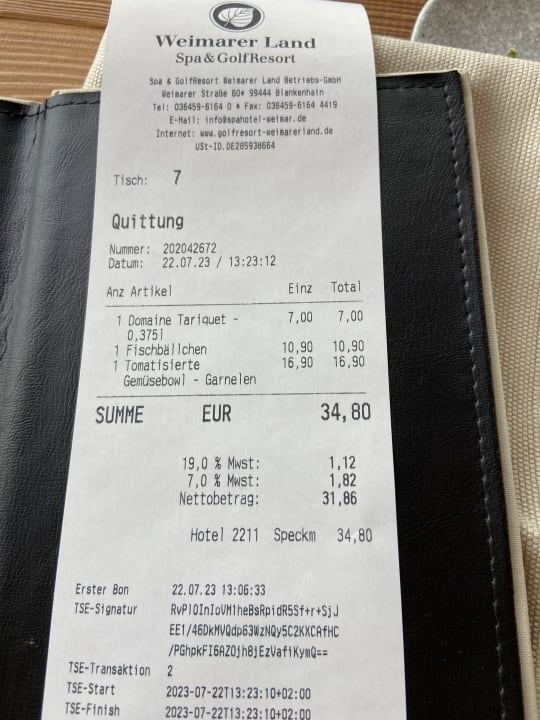 Weimarer Land
Spa & GolfResort
Spa & GolfResort Weimarer Land Betriebs-GmbH
Weimarer Straße 60* 99444 Blankenhain
Tel: 036459-6164 0 * Fax: 036459-6164 4419
E-Mail: info@spahotel-weimar.de
Internet: www.golfresort-weimarerland.de
USt-ID.DE285938664
Tisch: 7
Quittung
Nummer: 202042672
Datum: 22.07.23 / 13:23:12
Anz Artikel Einz Total
1 Domaine Tariquet - 7,00 7,00
0,375l
1 Fischbällchen 10,90 10,90
1 Tomatisierte 16,90 16,90
Gemüsebowl - Garnelen
SUMME EUR 34,80
19,0 % Mwst: 1,12
7,0 % Mwst: 1,82
Nettobetrag: 31,86
Hotel 2211 Speckm 34,80
Erster Bon 22.07.23 13:06:33
TSE-Signatur RvPl0InIoVM1heBsRpidR5Sf+r+SjJ
EE1/46DkMVQdp63WzNQy5C2KXCAfHC
/PGhpkFI6AZOjh8jEzVafiKymQ==
TSE-Transaktion 2
TSE-Start 2023-07-22T13:23:10+02:00
TSE-Finish 2023-07-22T13:23:10+02:00